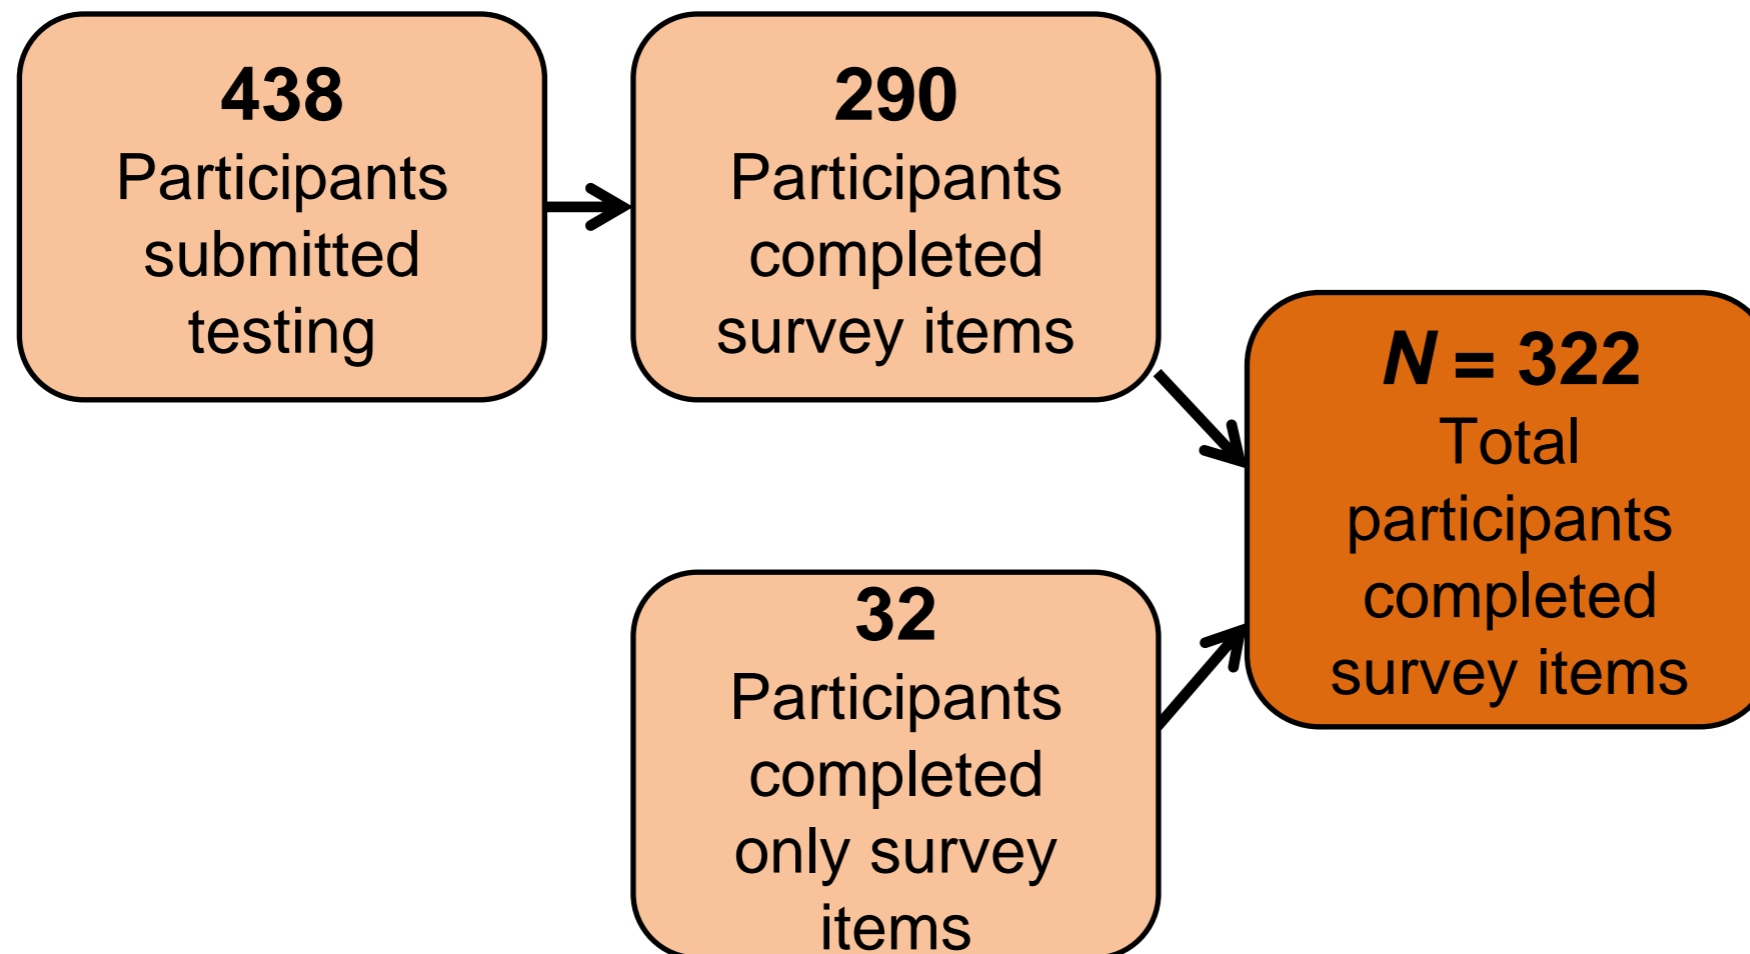 438
Participants
submitted
testing
290
Participants
completed
survey items
32
Participants
completed
only survey
items
N = 322
Total
participants
completed
survey items